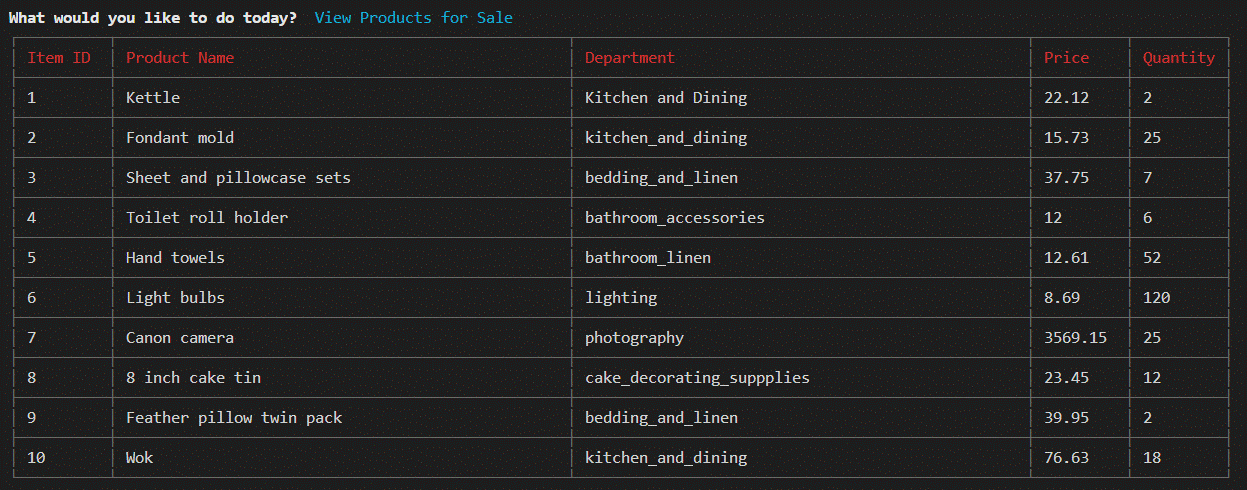 What would you like to do today? View Products for Sale
Item ID Product Name Department Price Quantity
1 Kettle Kitchen and Dining 22.12 2
2 Fondant mold kitchen_and_dining 15.73 25
3 Sheet and pillowcase sets bedding_and_linen 37.75 7
4 Toilet roll holder bathroom_accessories 12 6
5 Hand towels bathroom_linen 12.61 52
6 Light bulbs lighting 8.69 120
7 Canon camera photography 3569.15 25
8 8 inch cake tin cake_decorating_suppplies 23.45 12
9 Feather pillow twin pack bedding_and_linen 39.95 2
10 Wok kitchen_and_dining 76.63 18